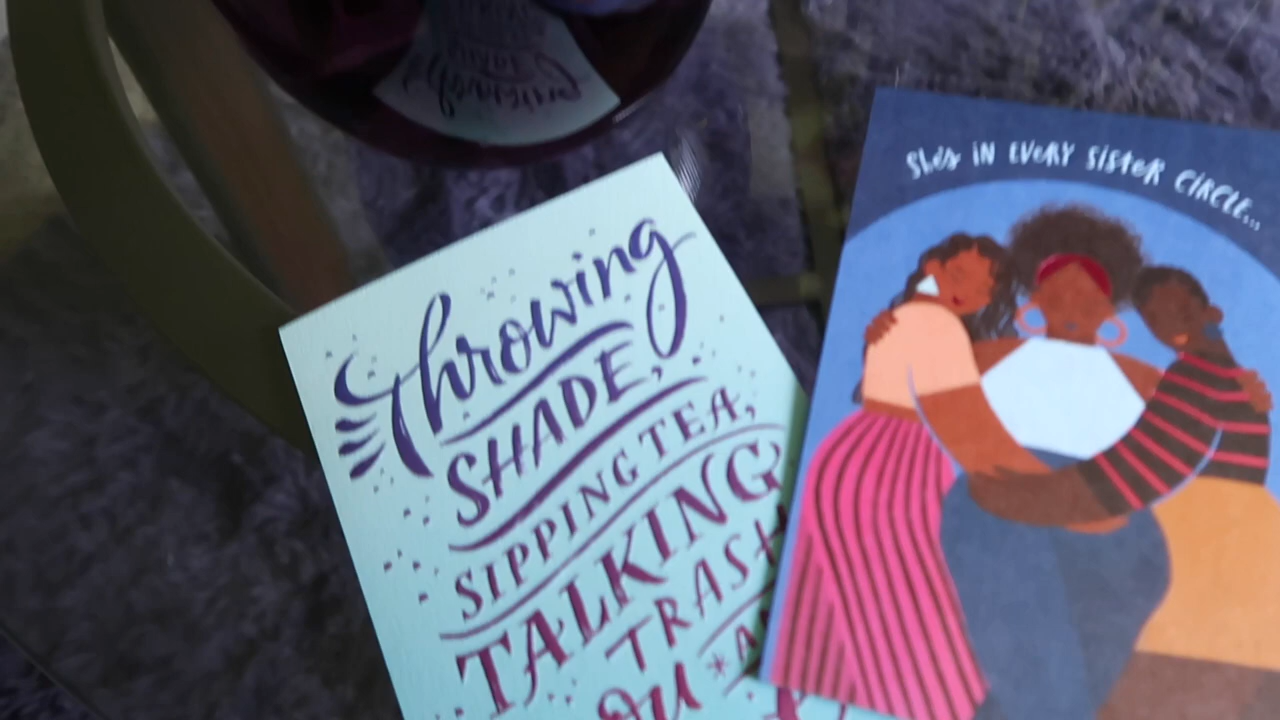 Throwing
SHADE,
SIPPING TEA,
TALKING
TRASH
She's IN EVERY SISTER CIRCLE...